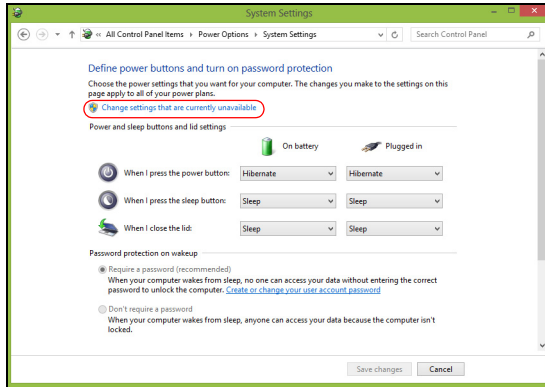 System Settings
« All Control Panel Items ▸ Power Options ▸ System Settings
Search Control Panel
Define power buttons and turn on password protection
Choose the power settings that you want for your computer. The changes you make to the settings on this
page apply to all of your power plans.
Change settings that are currently unavailable
Power and sleep buttons and lid settings
On battery Plugged in
When I press the power button: Hibernate Hibernate
When I press the sleep button: Sleep Sleep
When I close the lid: Sleep Sleep
Password protection on wakeup
Require a password (recommended)
When your computer wakes from sleep, no one can access your data without entering the correct
password to unlock the computer. Create or change your user account password
Don't require a password
When your computer wakes from sleep, anyone can access your data because the computer isn't
locked.
Save changes Cancel